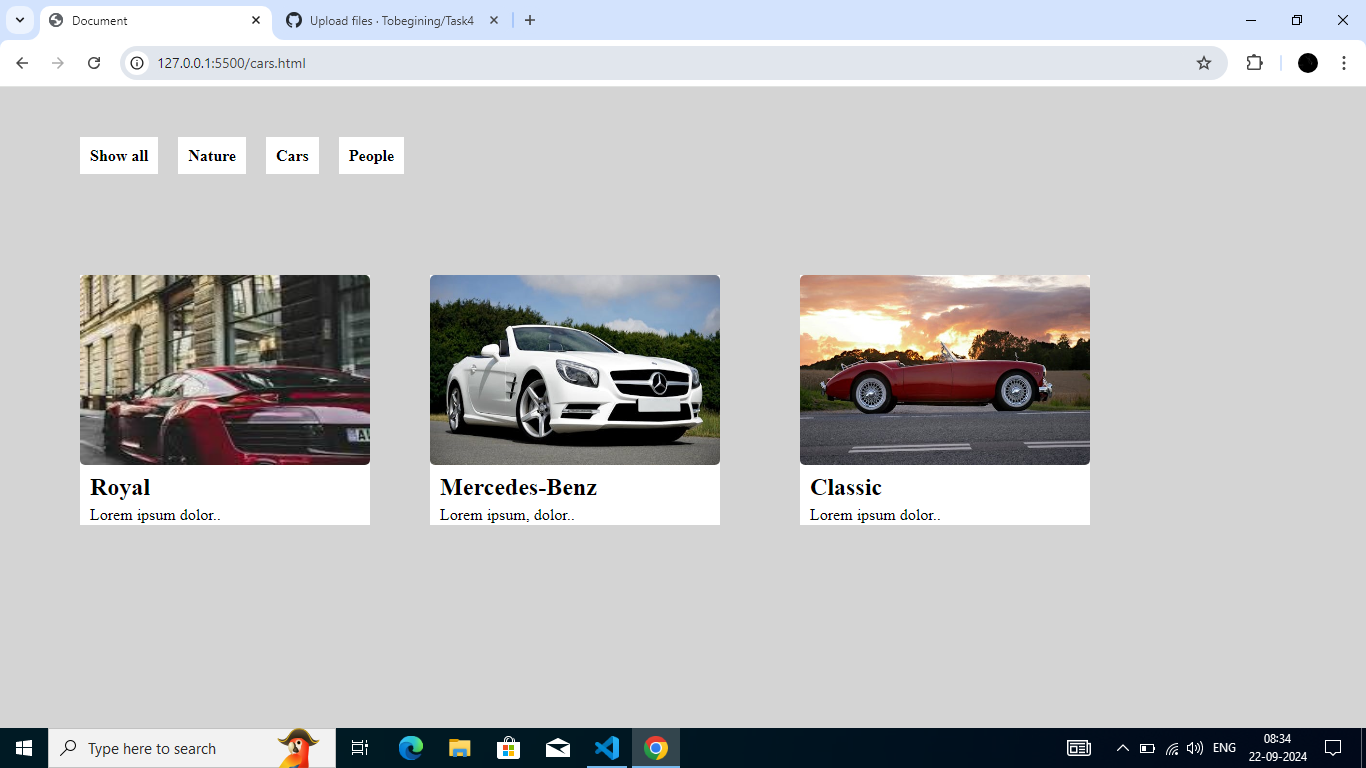 Document
Upload files · Tobegining/Task4
127.0.0.1:5500/cars.html
Show all
Nature
Cars
People
Royal
Lorem ipsum dolor..
Mercedes-Benz
Lorem ipsum, dolor..
Classic
Lorem ipsum dolor..
Type here to search
ENG
08:34
22-09-2024